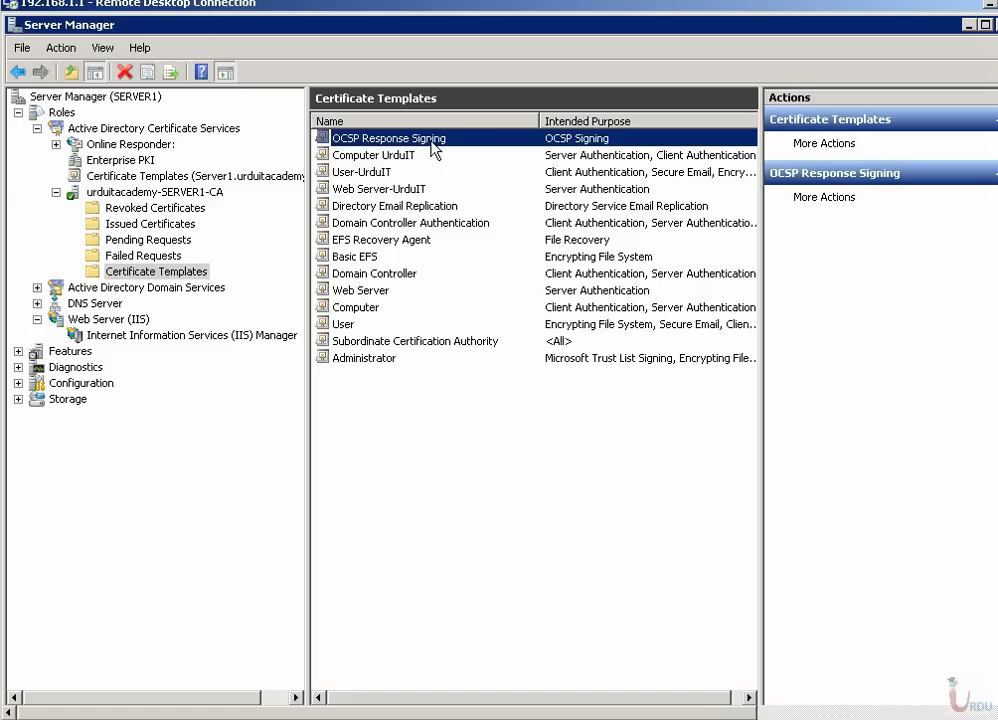 192.168.1.1 - Remote Desktop Connection
Server Manager
File Action View Help
Server Manager (SERVER1)
Roles
Active Directory Certificate Services
Online Responder:
Enterprise PKI
Certificate Templates (Server1.urduitacademy
urduitacademy-SERVER1-CA
Revoked Certificates
Issued Certificates
Pending Requests
Failed Requests
Certificate Templates
Active Directory Domain Services
DNS Server
Web Server (IIS)
Internet Information Services (IIS) Manager
Features
Diagnostics
Configuration
Storage
Certificate Templates
Name Intended Purpose
OCSP Response Signing OCSP Signing
Computer UrduIT Server Authentication, Client Authentication
User-UrduIT Client Authentication, Secure Email, Encry...
Web Server-UrduIT Server Authentication
Directory Email Replication Directory Service Email Replication
Domain Controller Authentication Client Authentication, Server Authenticatio...
EFS Recovery Agent File Recovery
Basic EFS Encrypting File System
Domain Controller Client Authentication, Server Authentication
Web Server Server Authentication
Computer Client Authentication, Server Authentication
User Encrypting File System, Secure Email, Clien...
Subordinate Certification Authority <All>
Administrator Microsoft Trust List Signing, Encrypting File...
Actions
Certificate Templates
More Actions
OCSP Response Signing
More Actions
URDU